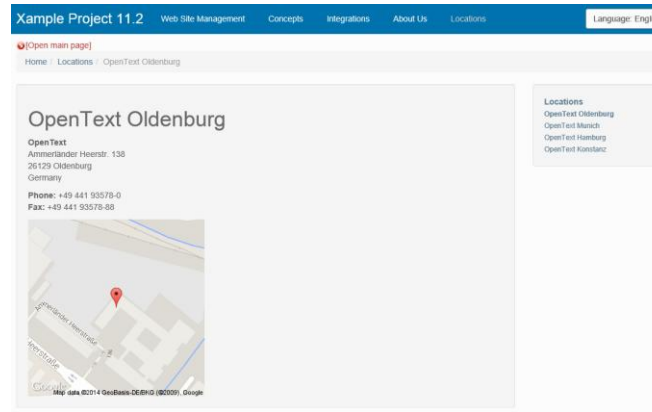 Xample Project 11.2 Web Site Management Concepts Integrations About Us Locations Language: Engl
[Open main page]
Home / Locations / OpenText Oldenburg
OpenText Oldenburg
OpenText
Ammerländer Heerstr. 138
26129 Oldenburg
Germany
Phone: +49 441 93578-0
Fax: +49 441 93578-88
Ammerländer Heerstraße
Heerstraße
Google
Map data ©2014 GeoBasis-DE/BKG (©2009), Google
Locations
OpenText Oldenburg
OpenText Munich
OpenText Hamburg
OpenText Konstanz